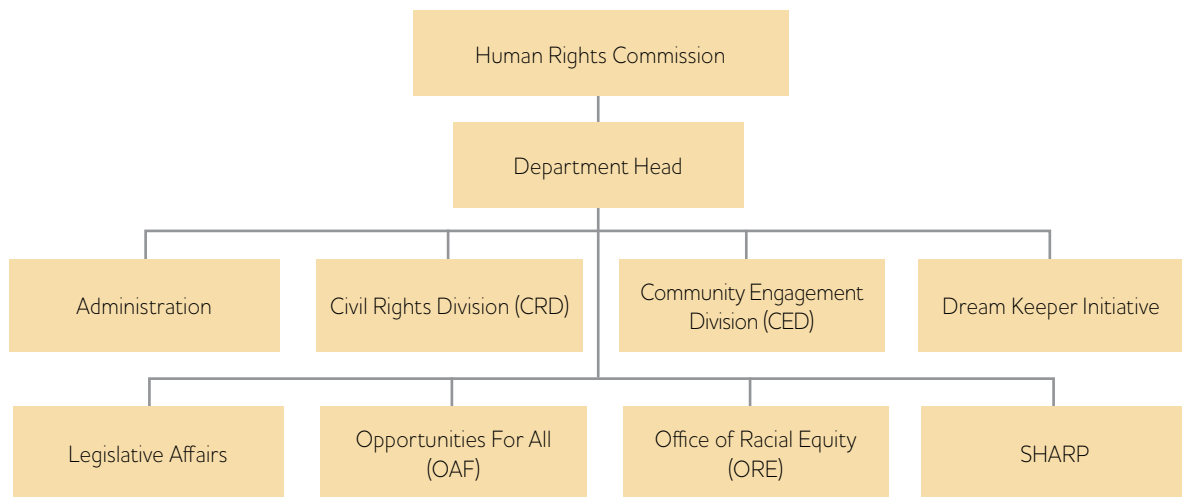 Human Rights Commission
Department Head
Administration
Civil Rights Division (CRD)
Community Engagement
Division (CED)
Dream Keeper Initiative
Legislative Affairs
Opportunities For All
(OAF)
Office of Racial Equity
(ORE)
SHARP